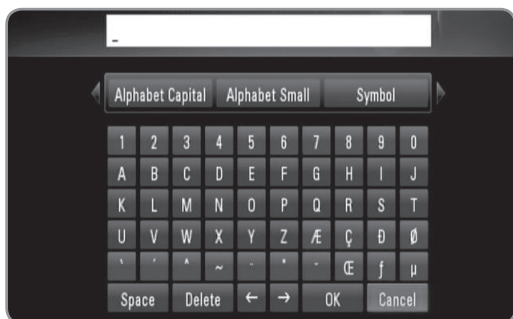 _
Alphabet Capital Alphabet Small Symbol
1 2 3 4 5 6 7 8 9 0
A B C D E F G H I J
K L M N O P Q R S T
U V W X Y Z Æ Ç Ð Ø
Œ ƒ µ
Space Delete ← → OK Cancel